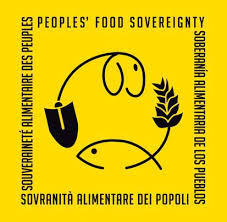 PEOPLES' FOOD SOVEREIGNTY
SOBERANÍA ALIMENTARIA DE LOS PUEBLOS
SOVRANITÀ ALIMENTARE DEI POPOLI
SOUVERAINETÉ ALIMENTAIRE DES PEUPLES